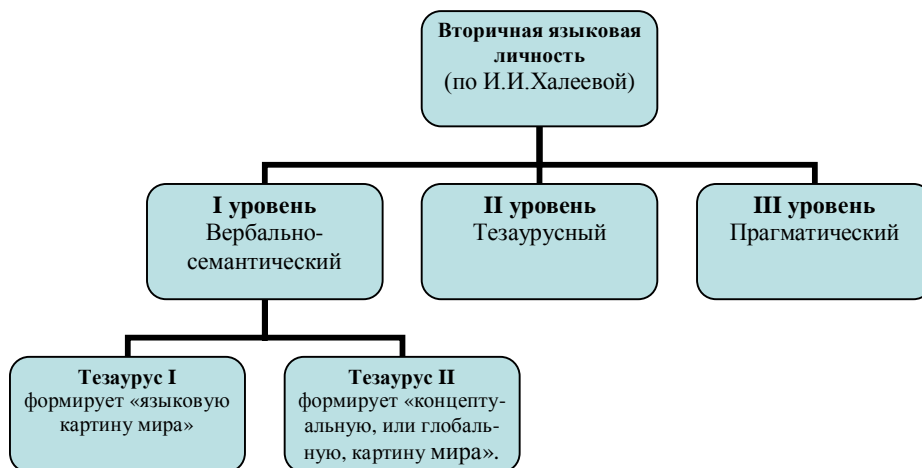 Вторичная языковая
личность
(по И.И.Халеевой)
I уровень
Вербально-
семантический
II уровень
Тезаурусный
III уровень
Прагматический
Тезаурус I
формирует «языковую
картину мира»
Тезаурус II
формирует «концепту-
альную, или глобаль-
ную, картину мира».